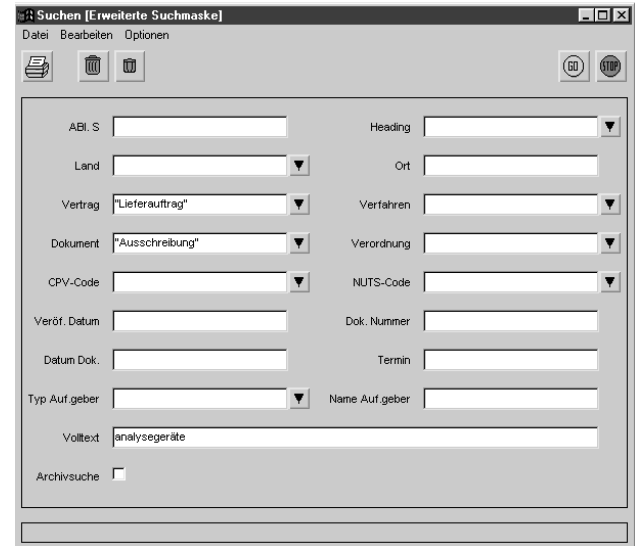 Suchen [Erweiterte Suchmaske]
Datei Bearbeiten Optionen
GO STOP
ABl. S Heading
Land Ort
Vertrag "Lieferauftrag" Verfahren
Dokument "Ausschreibung" Verordnung
CPV-Code NUTS-Code
Veröf. Datum Dok. Nummer
Datum Dok. Termin
Typ Auf.geber Name Auf.geber
Volltext analysegeräte
Archivsuche